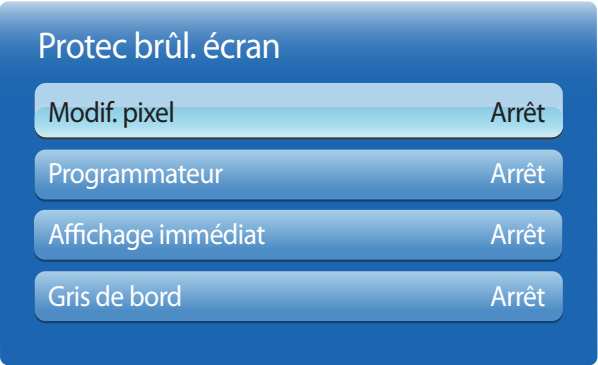 Protec brûl. écran
Modif. pixel Arrêt
Programmateur Arrêt
Affichage immédiat Arrêt
Gris de bord Arrêt